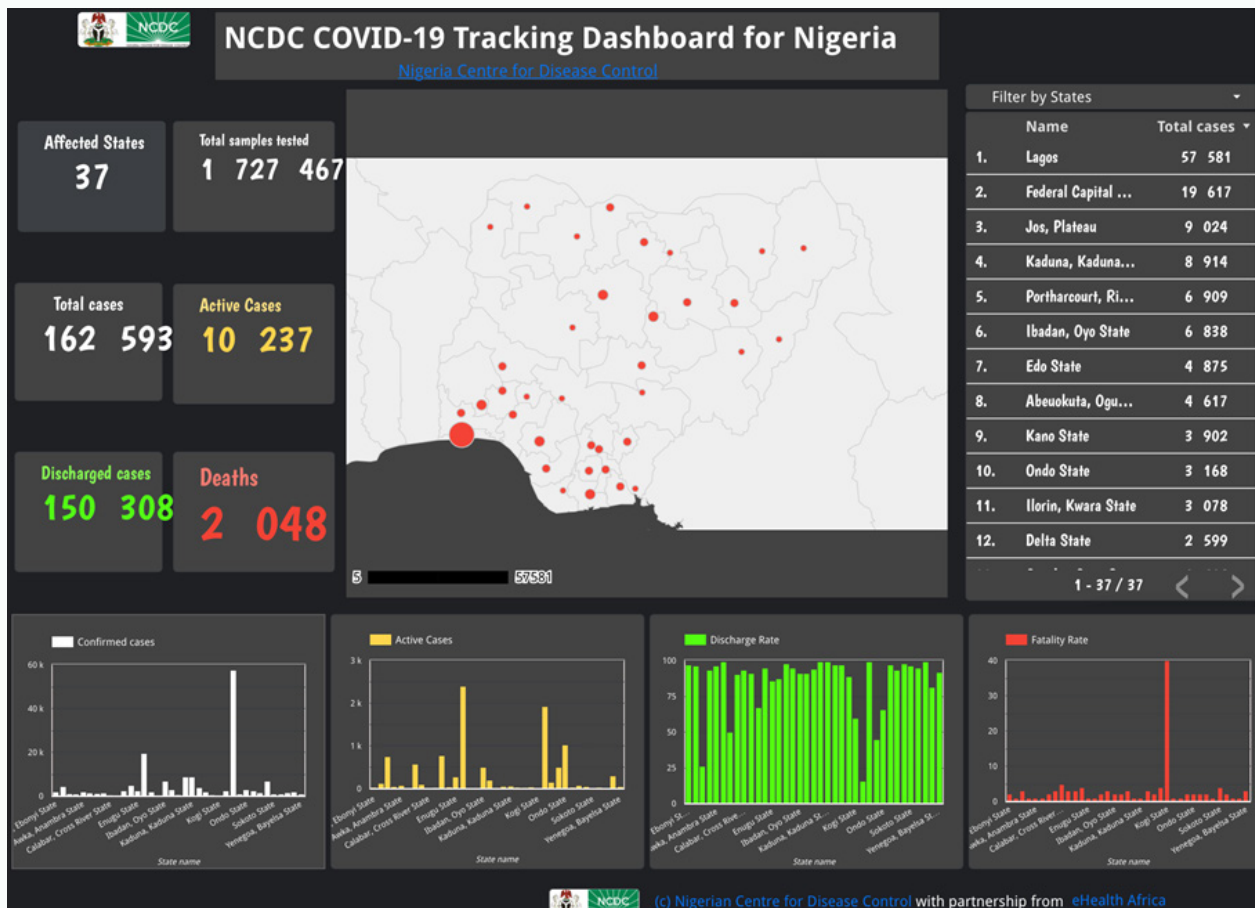 NCDC
NCDC COVID-19 Tracking Dashboard for Nigeria
Nigeria Centre for Disease Control
Affected States
37
Total samples tested
1 727 467
Total cases
162 593
Active Cases
10 237
Discharged cases
150 308
Deaths
2 048
5
57581
Filter by States
Name Total cases
1. Lagos 57 581
2. Federal Capital ... 19 617
3. Jos, Plateau 9 024
4. Kaduna, Kaduna... 8 914
5. Portharcourt, Ri... 6 909
6. Ibadan, Oyo State 6 838
7. Edo State 4 875
8. Abeuokuta, Ogu... 4 617
9. Kano State 3 902
10. Ondo State 3 168
11. Ilorin, Kwara State 3 078
12. Delta State 2 599
1 - 37 / 37
Confirmed cases
60 k
40 k
20 k
0
, Ebonyi State
Awka, Anambra State
Calabar, Cross River State
Enugu State
Ibadan, Oyo State
Kaduna, Kaduna State
Kogi State
Ondo State
Sokoto State
Yenegoa, Bayelsa State
State name
Active Cases
3 k
2 k
1 k
0
, Ebonyi State
Awka, Anambra State
Calabar, Cross River State
Enugu State
Ibadan, Oyo State
Kaduna, Kaduna State
Kogi State
Ondo State
Sokoto State
Yenegoa, Bayelsa State
State name
Discharge Rate
100
75
50
25
0
Ebonyi St...
wka, Anambra State
Calabar, Cross Rive...
Enugu State
Ibadan, Oyo State
Kaduna, Kaduna St...
Kogi State
Ondo State
Sokoto State
Yenegoa, Bayelsa St...
State name
Fatality Rate
40
30
20
10
0
Ebonyi State
wka, Anambra State
Calabar, Cross River...
Enugu State
Ibadan, Oyo State
Kaduna, Kaduna State
Kogi State
Ondo State
Sokoto State
Yenegoa, Bayelsa State
State name
NCDC
(c) Nigerian Centre for Disease Control with partnership from eHealth Africa